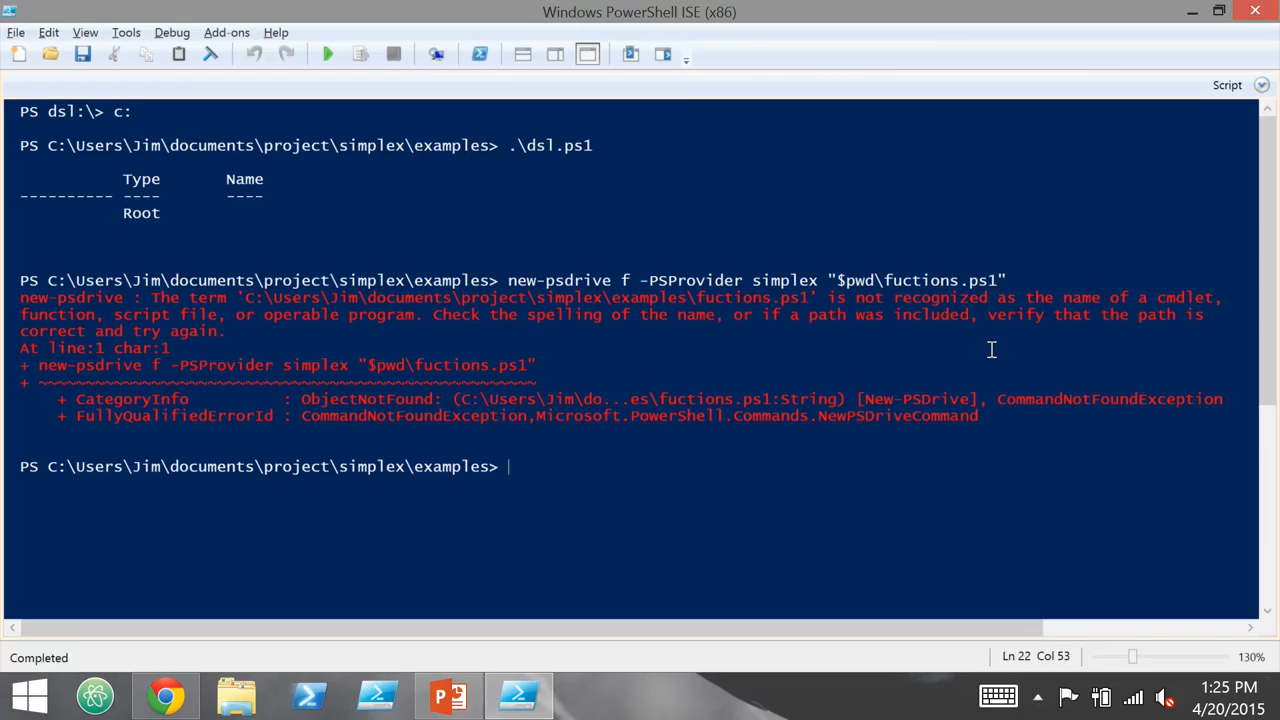 Windows PowerShell ISE (x86)
File Edit View Tools Debug Add-ons Help
Script
PS dsl:\> c:
PS C:\Users\Jim\documents\project\simplex\examples> .\dsl.ps1
Type Name
---------- ---- ----
Root
PS C:\Users\Jim\documents\project\simplex\examples> new-psdrive f -PSProvider simplex "$pwd\fuctions.ps1"
new-psdrive : The term 'C:\Users\Jim\documents\project\simplex\examples\fuctions.ps1' is not recognized as the name of a cmdlet,
function, script file, or operable program. Check the spelling of the name, or if a path was included, verify that the path is
correct and try again.
At line:1 char:1
+ new-psdrive f -PSProvider simplex "$pwd\fuctions.ps1"
+ ~~~~~~~~~~~~~~~~~~~~~~~~~~~~~~~~~~~~~~~~~~~~~~~~~~~~~
+ CategoryInfo : ObjectNotFound: (C:\Users\Jim\do...es\fuctions.ps1:String) [New-PSDrive], CommandNotFoundException
+ FullyQualifiedErrorId : CommandNotFoundException,Microsoft.PowerShell.Commands.NewPSDriveCommand
PS C:\Users\Jim\documents\project\simplex\examples>
Completed
Ln 22 Col 53
130%
1:25 PM
4/20/2015